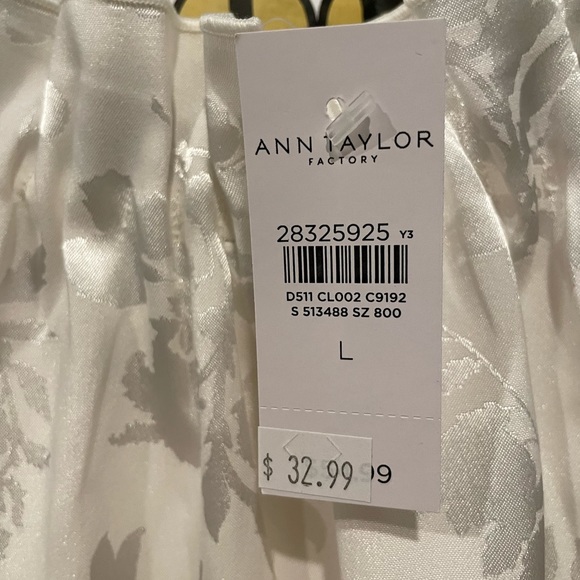 ANN TAYLOR
FACTORY
28325925 Y3
D511 CL002 C9192
S 513488 SZ 800
L
$ 32.99